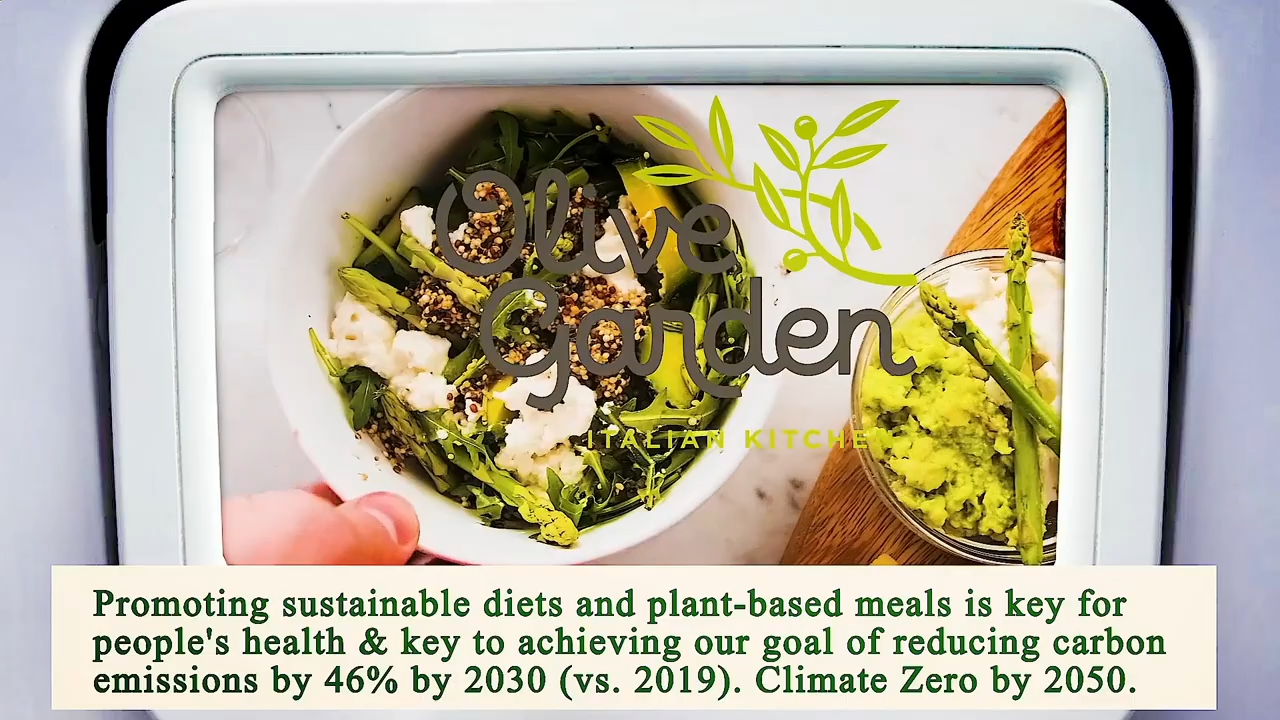 Olive
Garden
ITALIAN KITCHEN
Promoting sustainable diets and plant-based meals is key for
people's health & key to achieving our goal of reducing carbon
emissions by 46% by 2030 (vs. 2019). Climate Zero by 2050.